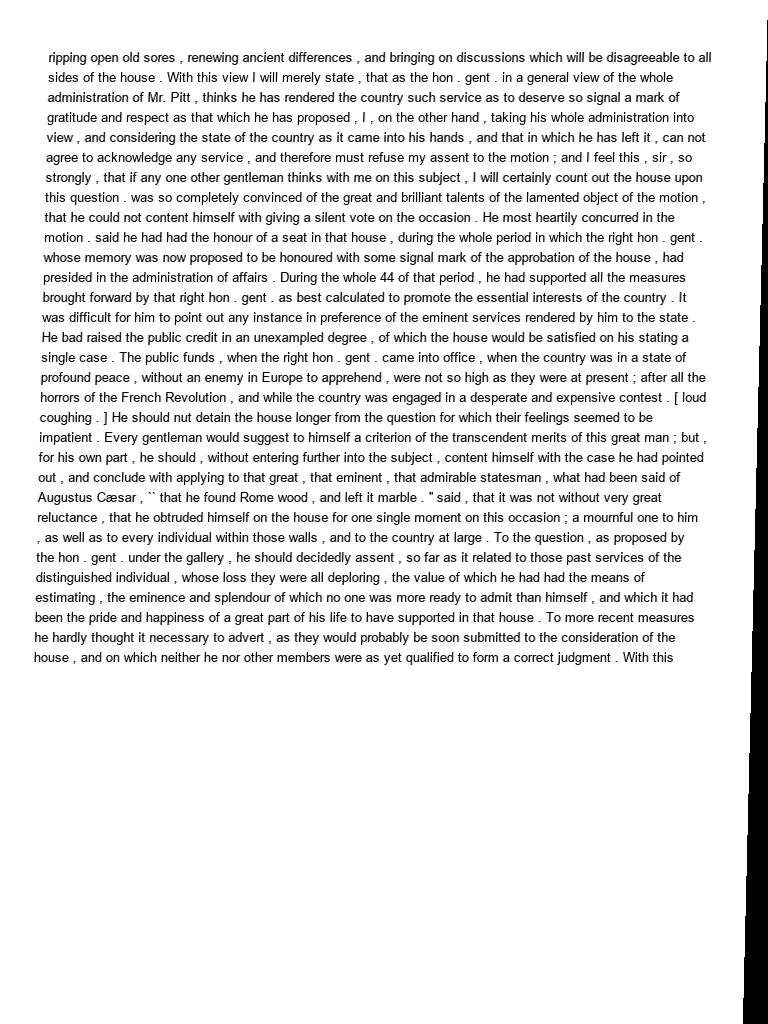 ripping open old sores , renewing ancient differences , and bringing on discussions which will be disagreeable to all
sides of the house . With this view I will merely state , that as the hon . gent . in a general view of the whole
administration of Mr. Pitt , thinks he has rendered the country such service as to deserve so signal a mark of
gratitude and respect as that which he has proposed , I , on the other hand , taking his whole administration into
view , and considering the state of the country as it came into his hands , and that in which he has left it , can not
agree to acknowledge any service , and therefore must refuse my assent to the motion ; and I feel this , sir , so
strongly , that if any one other gentleman thinks with me on this subject , I will certainly count out the house upon
this question . was so completely convinced of the great and brilliant talents of the lamented object of the motion ,
that he could not content himself with giving a silent vote on the occasion . He most heartily concurred in the
motion . said he had had the honour of a seat in that house , during the whole period in which the right hon . gent .
whose memory was now proposed to be honoured with some signal mark of the approbation of the house , had
presided in the administration of affairs . During the whole 44 of that period , he had supported all the measures
brought forward by that right hon . gent . as best calculated to promote the essential interests of the country . It
was difficult for him to point out any instance in preference of the eminent services rendered by him to the state .
He bad raised the public credit in an unexampled degree , of which the house would be satisfied on his stating a
single case . The public funds , when the right hon . gent . came into office , when the country was in a state of
profound peace , without an enemy in Europe to apprehend , were not so high as they were at present ; after all the
horrors of the French Revolution , and while the country was engaged in a desperate and expensive contest . [ loud
coughing . ] He should nut detain the house longer from the question for which their feelings seemed to be
impatient . Every gentleman would suggest to himself a criterion of the transcendent merits of this great man ; but ,
for his own part , he should , without entering further into the subject , content himself with the case he had pointed
out , and conclude with applying to that great , that eminent , that admirable statesman , what had been said of
Augustus Cæsar , `` that he found Rome wood , and left it marble . '' said , that it was not without very great
reluctance , that he obtruded himself on the house for one single moment on this occasion ; a mournful one to him
, as well as to every individual within those walls , and to the country at large . To the question , as proposed by
the hon . gent . under the gallery , he should decidedly assent , so far as it related to those past services of the
distinguished individual , whose loss they were all deploring , the value of which he had had the means of
estimating , the eminence and splendour of which no one was more ready to admit than himself , and which it had
been the pride and happiness of a great part of his life to have supported in that house . To more recent measures
he hardly thought it necessary to advert , as they would probably be soon submitted to the consideration of the
house , and on which neither he nor other members were as yet qualified to form a correct judgment . With this